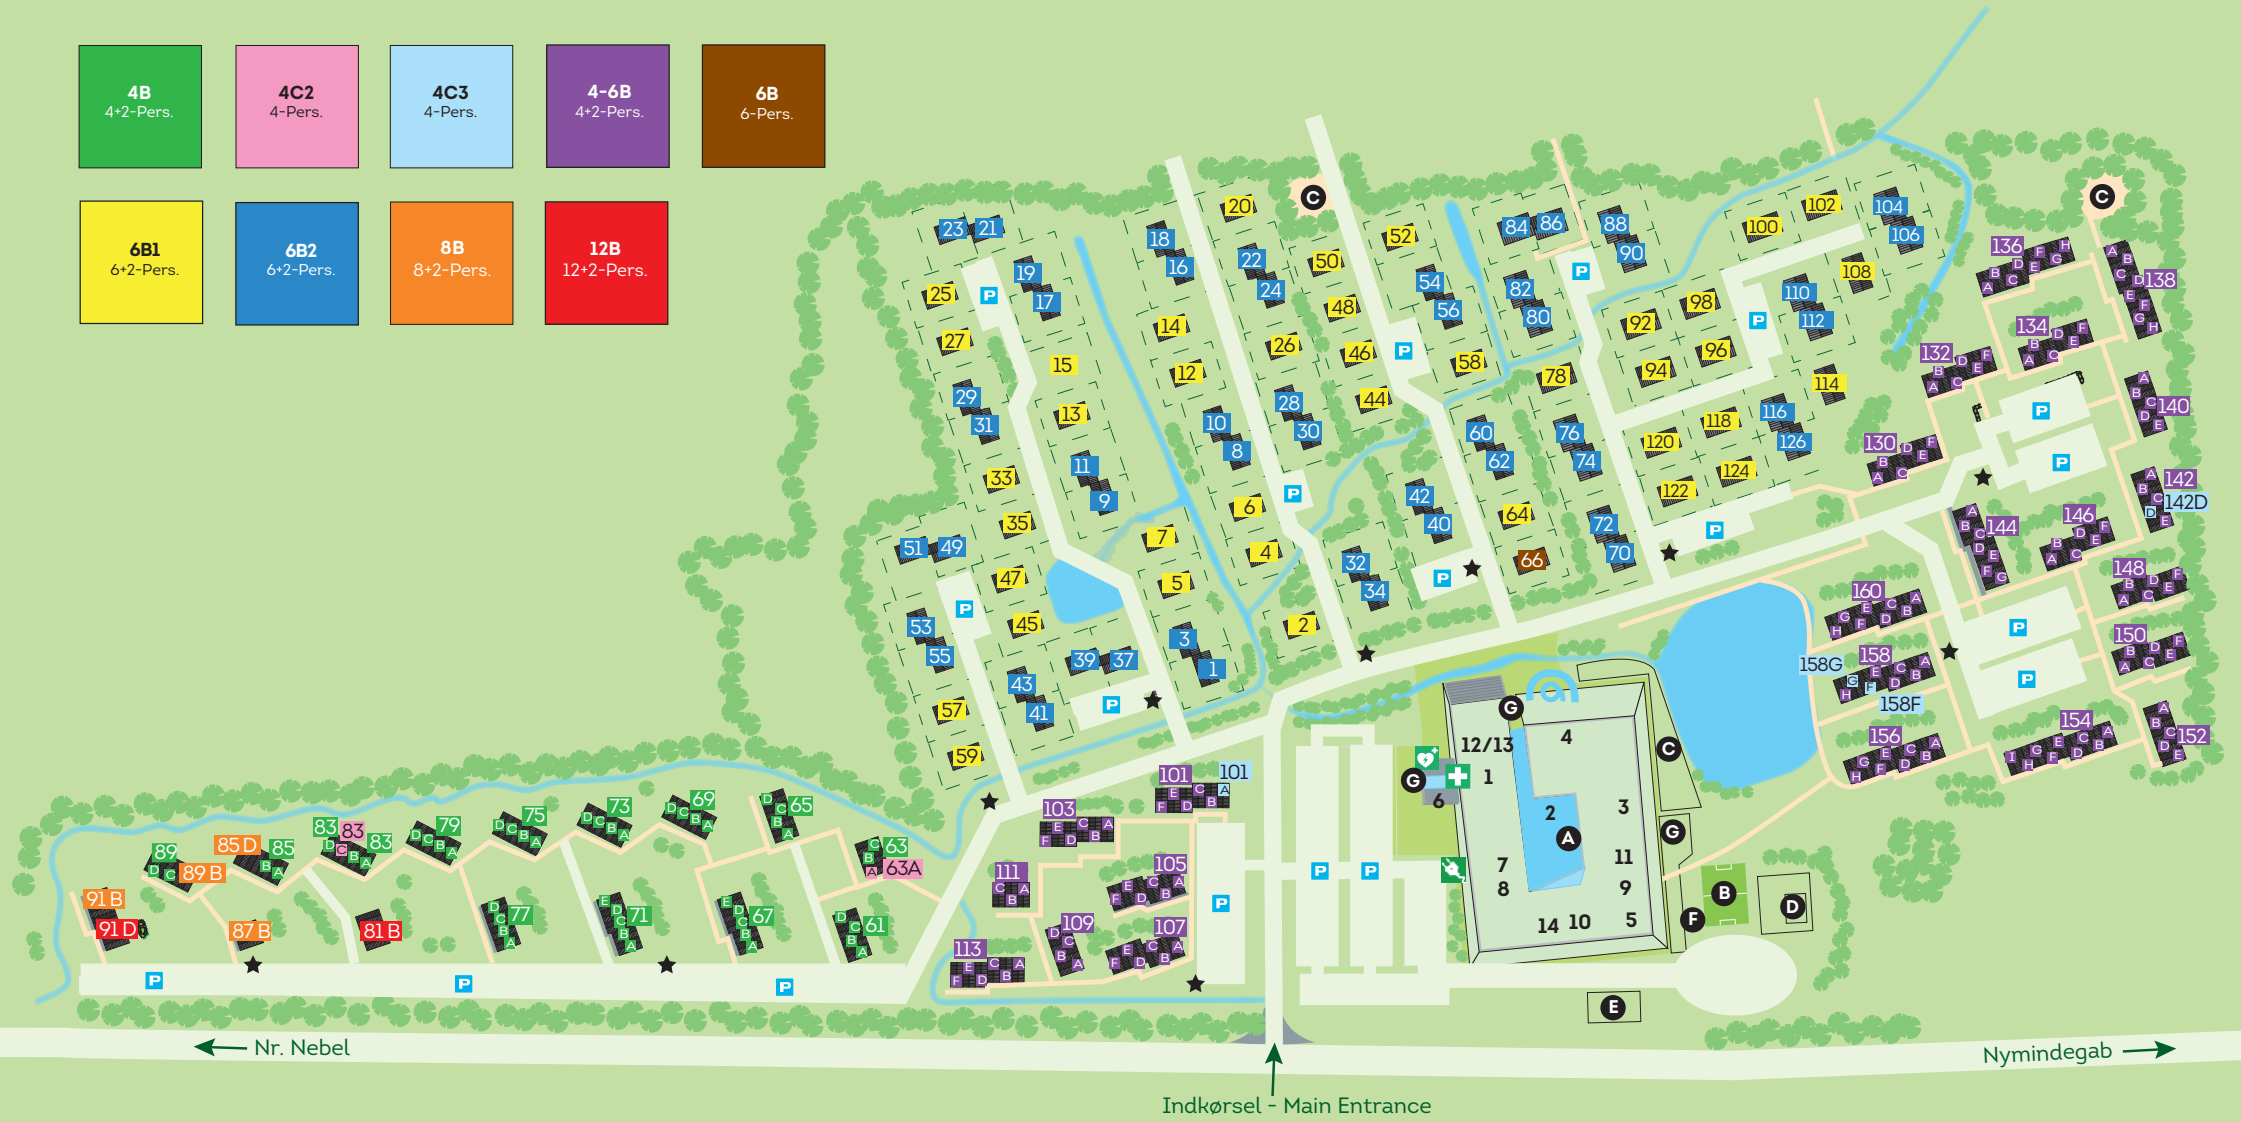 4B
4+2-Pers.
4C2
4-Pers.
4C3
4-Pers.
4-6B
4+2-Pers.
6B
6-Pers.
6B1
6+2-Pers.
6B2
6+2-Pers.
8B
8+2-Pers.
12B
12+2-Pers.
23 21
19
17
25
27
15
13
29
31
11
9
33
35
51 49
47
45
53
55
43
41
39 37
57
59
P
P
P
20
18
16
22
24
14
12
26
10
8
28
30
6
4
7
5
3
1
2
P
C
52
50
48
46
44
54
56
58
60
62
42
40
32
34
64
66
P
P
84 86
88
90
82
80
78
76
74
72
70
P
92
94
98
96
100
102
104
106
108
110
112
114
116
126
118
120
122
124
P
P
C
136
A B C D E F G H
138
A B C D E F G H
134
A B C D E F
132
A B C D E F
130
A B C D E F
140
A B C D E
142
142D
A B C D E
144
A B C D E F G
146
A B C D E F
148
A B C D E F
150
A B C D E F
152
A B C D E
154
I H G F E D C B A
156
H G F E D C B A
158
158G
158F
H G F E D C B A
160
H G F E D C B A
P
P
P
P
89
D C
89 B
85 D
85
B A
83 83 83
D C B A
79
D C B A
75
D C B A
73
D C B A
69
D C B A
65
D C B A
63
C B A
63A
91 B
91 D
87 B
81 B
77
D C B A
71
E D C B A
67
E D C B A
61
D C B A
P
P
P
101
101
F E D C B A
103
F E D C B A
105
F E D C B A
111
C A B
109
D C B A
107
F E D C B A
113
F E D C B A
P
P
P
G
12/13
4
1
G
6
2
3
A
7
8
11
9
14 10
5
C
G
B
F
D
E
Nr. Nebel
Nymindegab
Indkørsel - Main Entrance